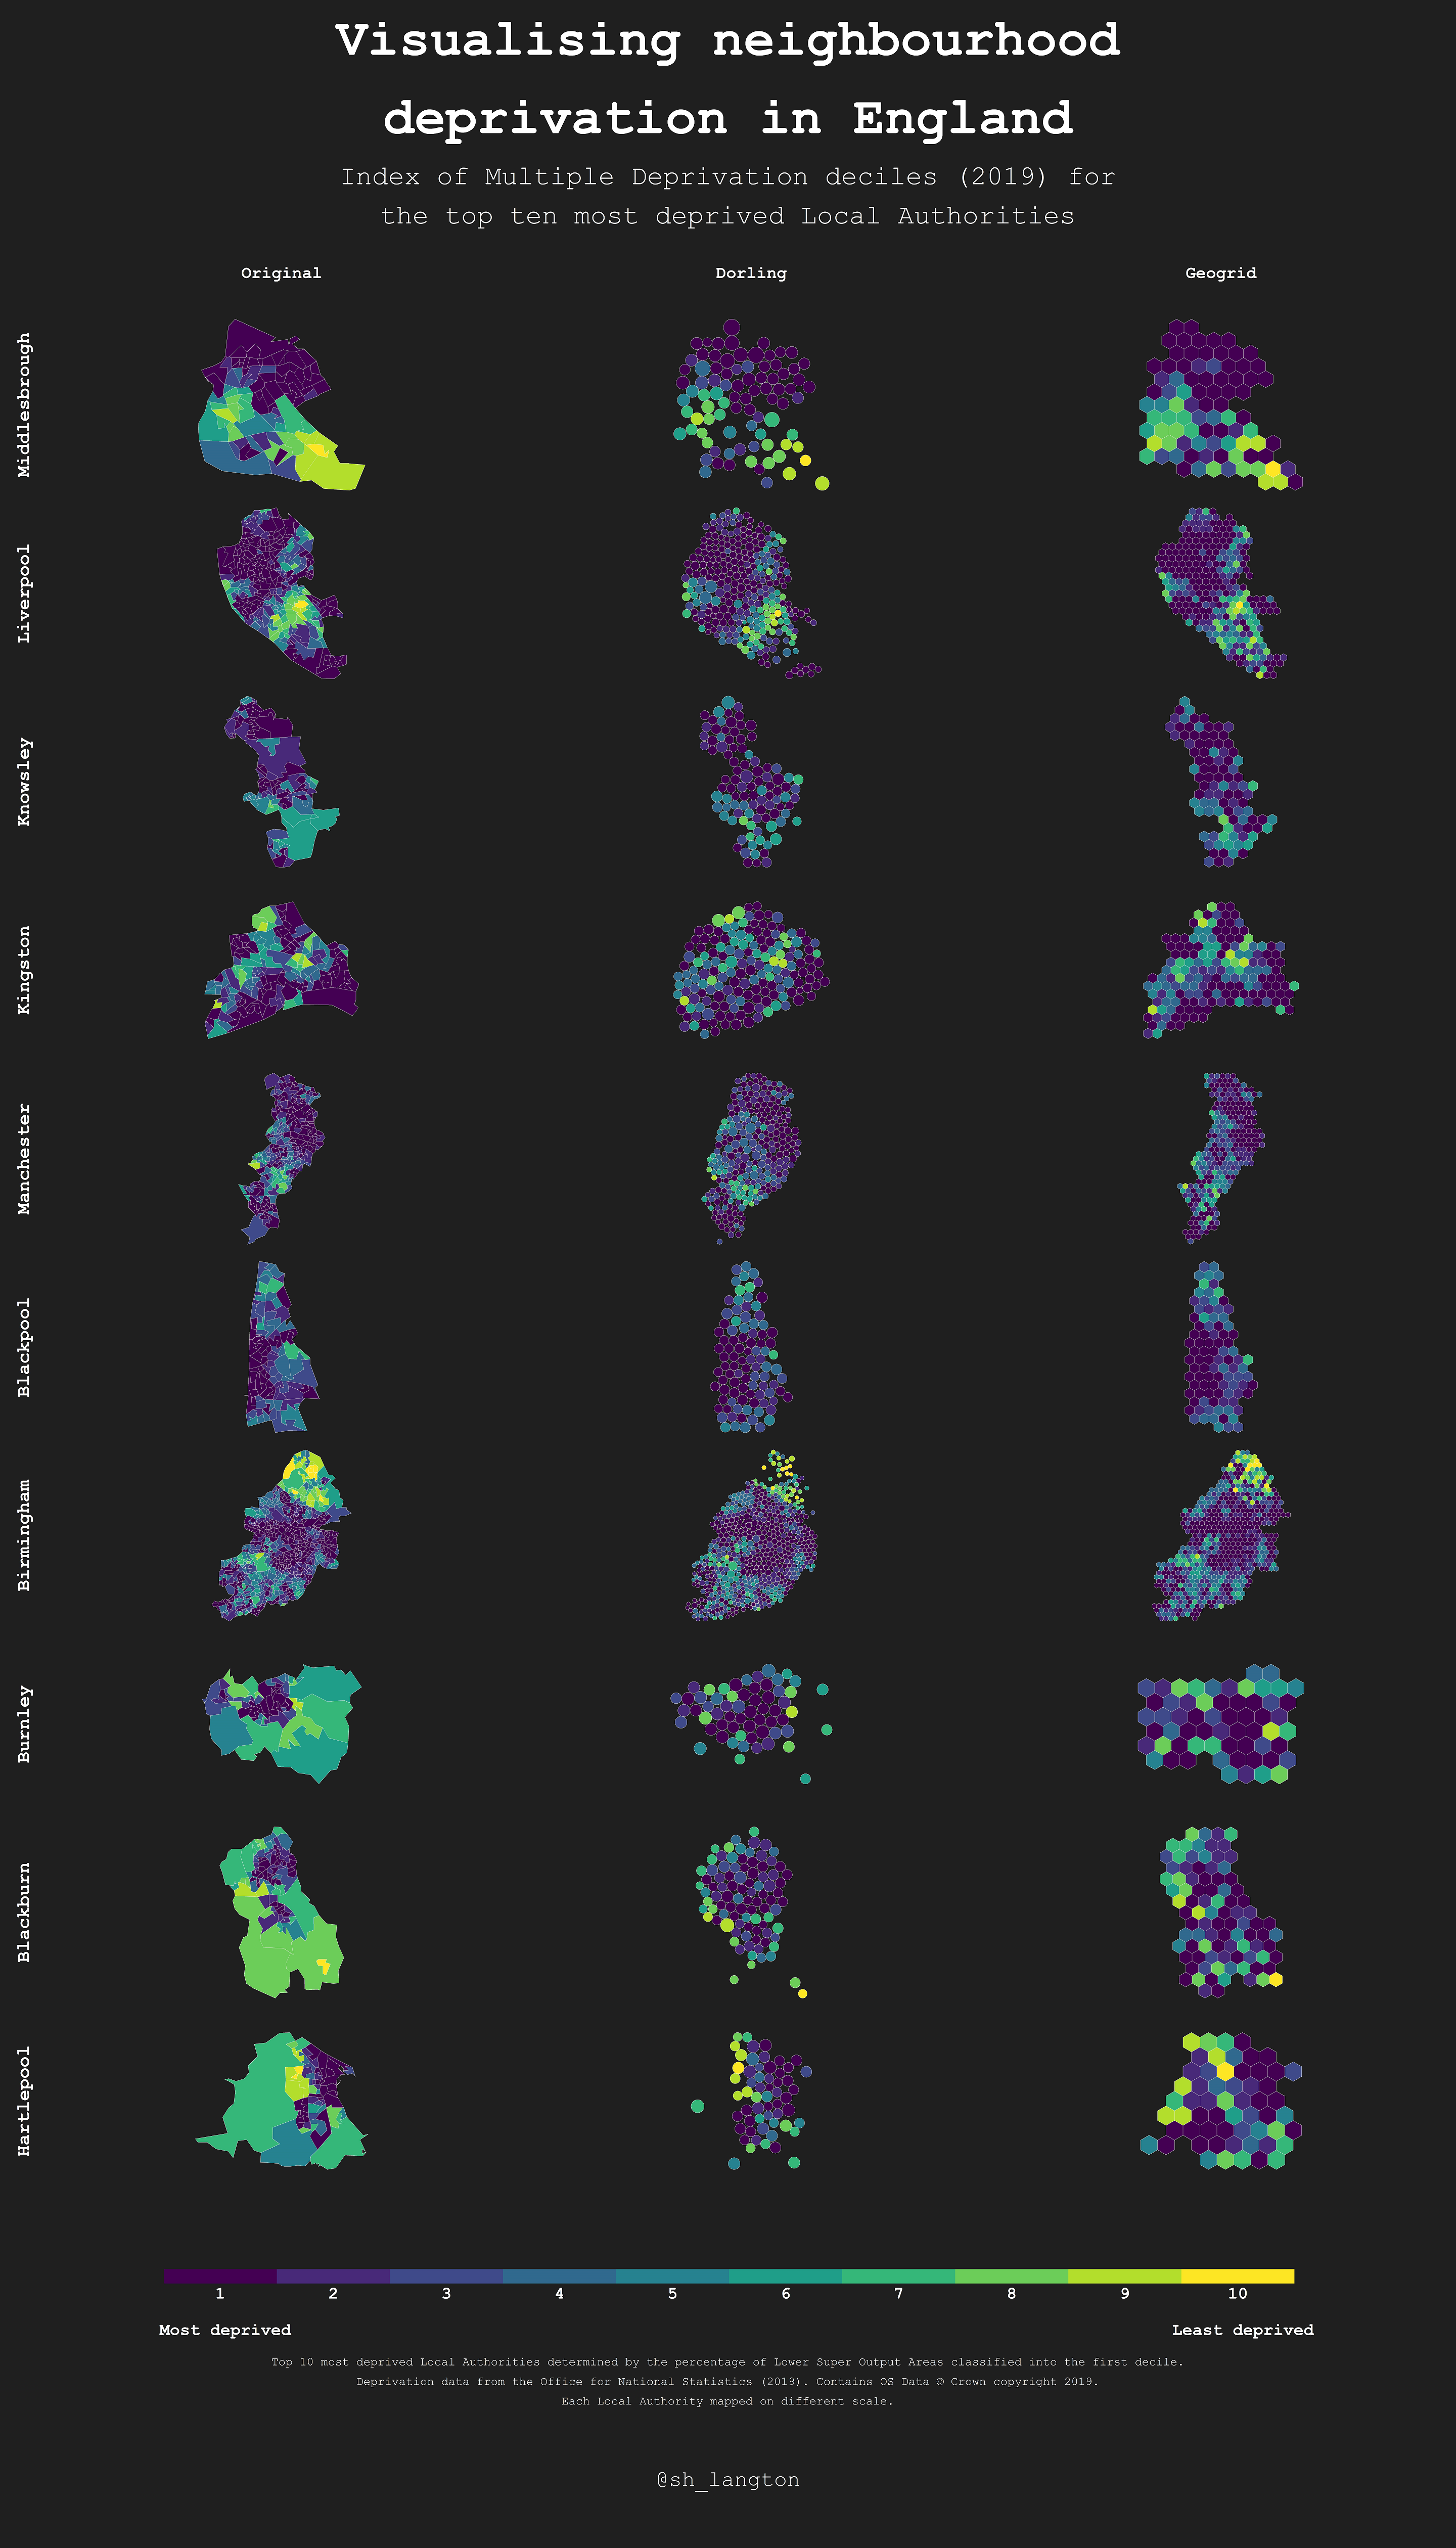 Visualising neighbourhood
deprivation in England
Index of Multiple Deprivation deciles (2019) for
the top ten most deprived Local Authorities
Original Dorling Geogrid
Middlesbrough
Liverpool
Knowsley
Kingston
Manchester
Blackpool
Birmingham
Burnley
Blackburn
Hartlepool
1 2 3 4 5 6 7 8 9 10
Most deprived Least deprived
Top 10 most deprived Local Authorities determined by the percentage of Lower Super Output Areas classified into the first decile.
Deprivation data from the Office for National Statistics (2019). Contains OS Data © Crown copyright 2019.
Each Local Authority mapped on different scale.
@sh_langton